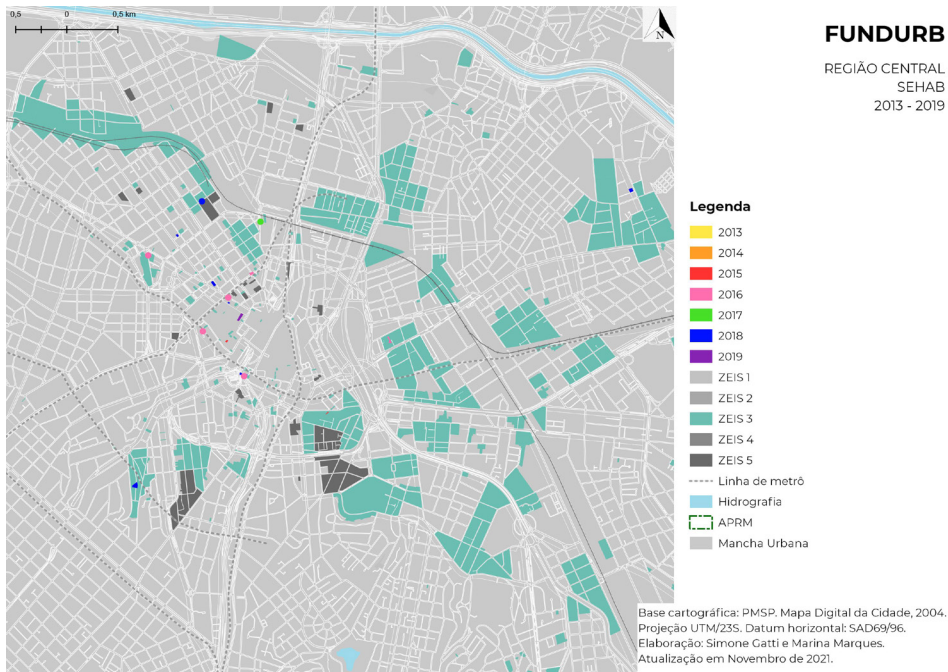 0,5 0 0,5 km
N
FUNDURB
REGIÃO CENTRAL
SEHAB
2013 - 2019
Legenda
2013
2014
2015
2016
2017
2018
2019
ZEIS 1
ZEIS 2
ZEIS 3
ZEIS 4
ZEIS 5
Linha de metrô
Hidrografia
APRM
Mancha Urbana
Base cartográfica: PMSP. Mapa Digital da Cidade, 2004.
Projeção UTM/23S. Datum horizontal: SAD69/96.
Elaboração: Simone Gatti e Marina Marques.
Atualização em Novembro de 2021.